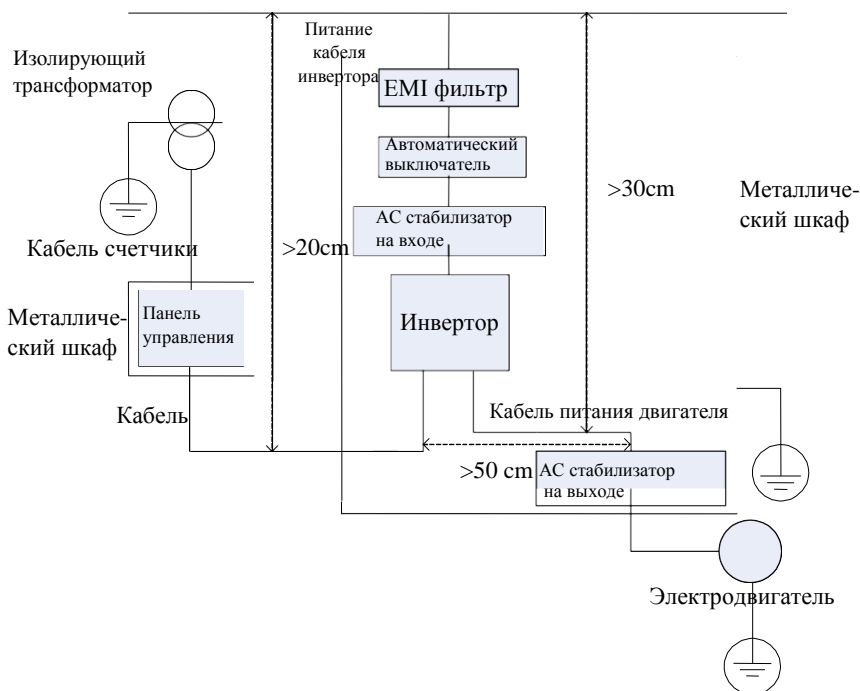 Питание
кабеля
инвертора
Изолирующий
трансформатор
EMI фильтр
Автоматический
выключатель
>30cm
Металличе-
ский шкаф
АС стабилизатор
на входе
Кабель счетчики
>20cm
Металличе-
ский шкаф
Панель
управления
Инвертор
Кабель
Кабель питания двигателя
>50 cm
АС стабилизатор
на выходе
Электродвигатель